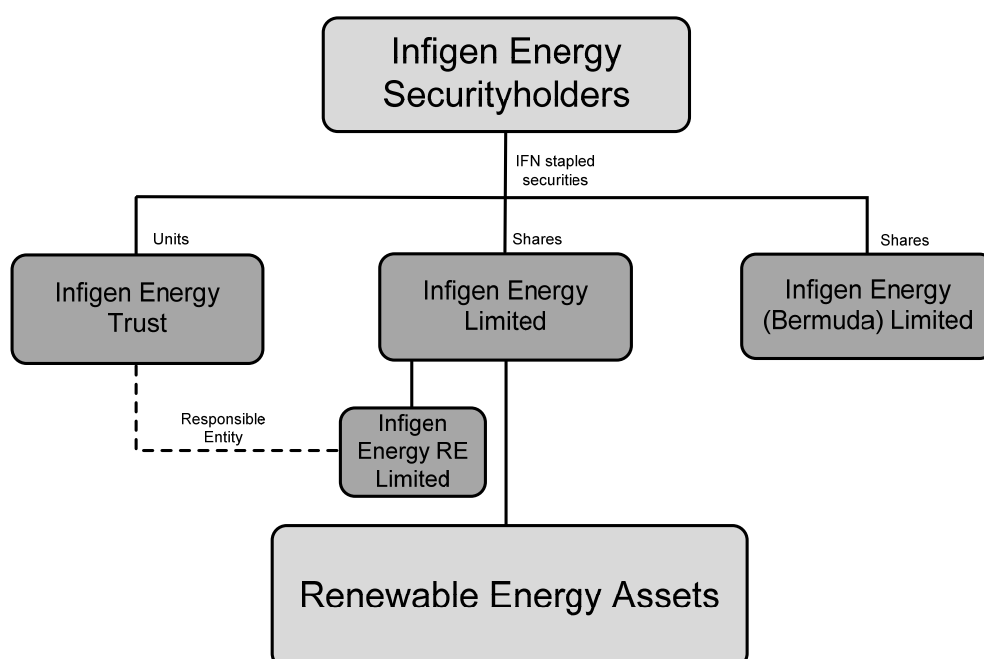 Infigen Energy
Securityholders
IFN stapled
securities
Units
Shares
Shares
Infigen Energy
Trust
Infigen Energy
Limited
Infigen Energy
(Bermuda) Limited
Responsible
Entity
Infigen
Energy RE
Limited
Renewable Energy Assets